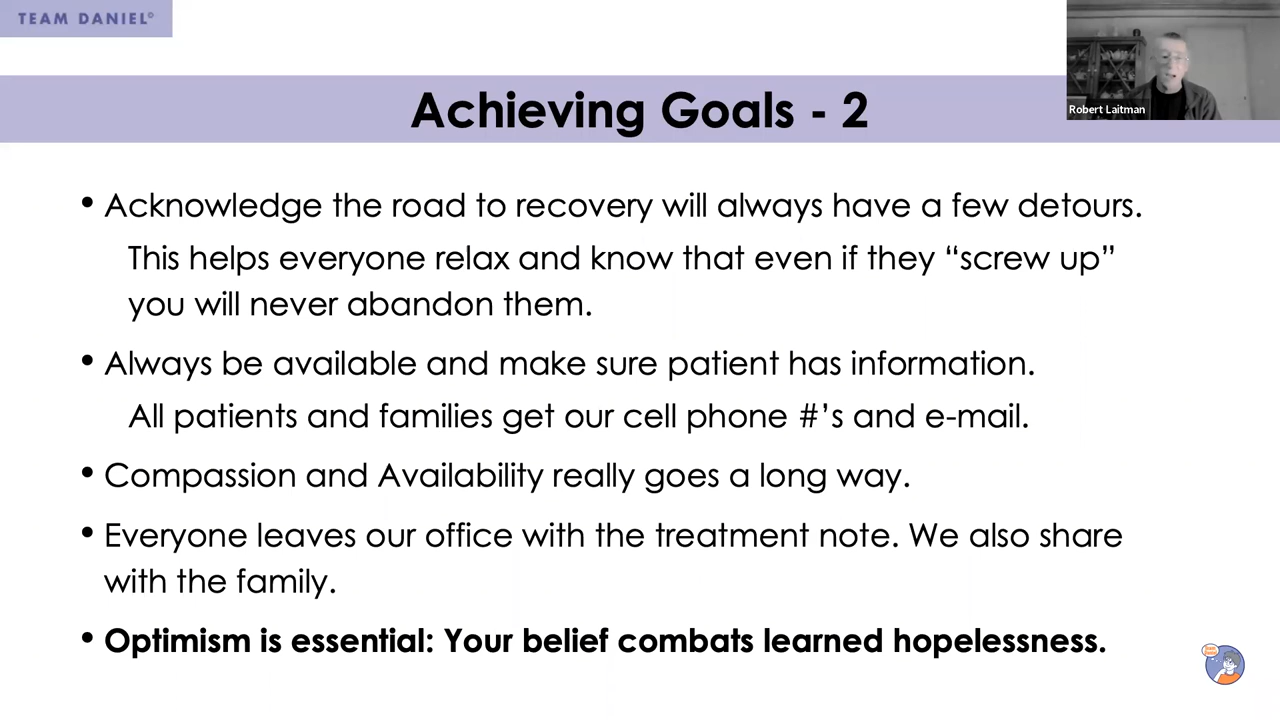 TEAM DANIEL©
Robert Laitman
Achieving Goals - 2
• Acknowledge the road to recovery will always have a few detours.
This helps everyone relax and know that even if they “screw up”
you will never abandon them.
• Always be available and make sure patient has information.
All patients and families get our cell phone #’s and e-mail.
• Compassion and Availability really goes a long way.
• Everyone leaves our office with the treatment note. We also share
with the family.
• Optimism is essential: Your belief combats learned hopelessness.